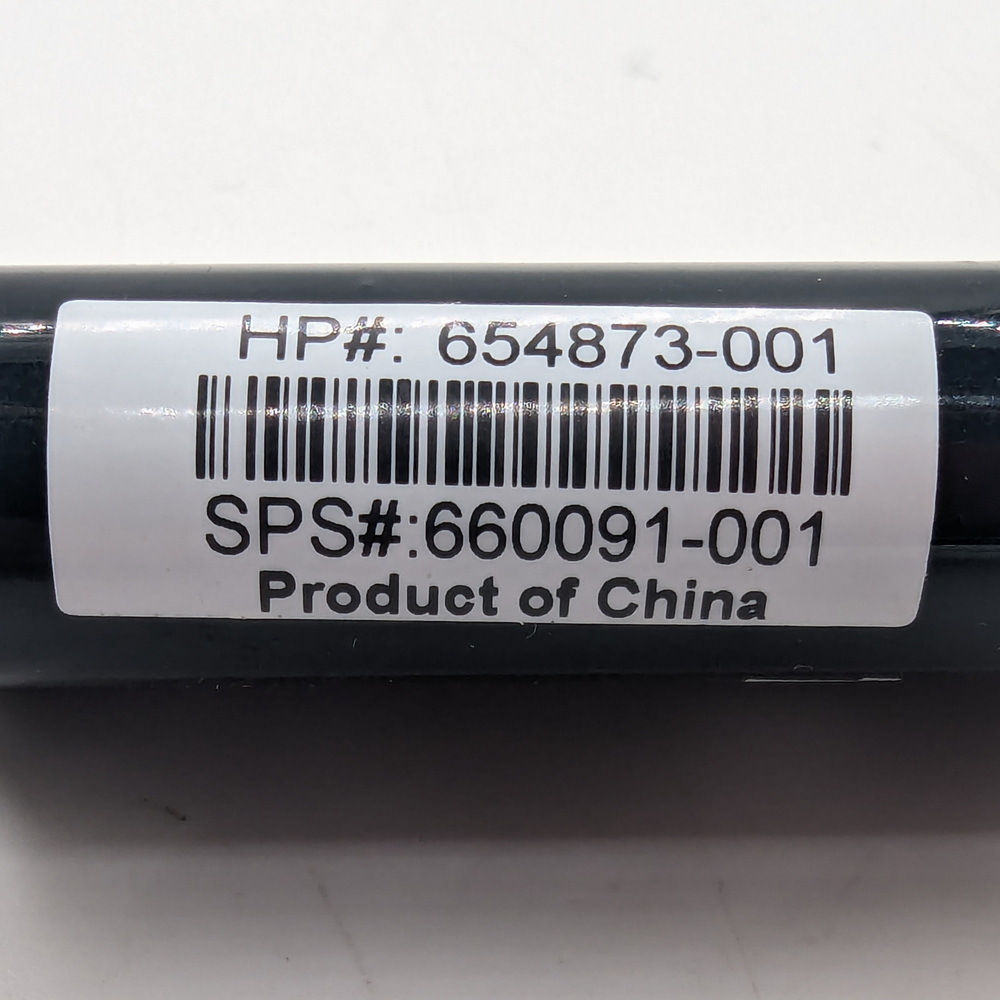 HP#: 654873-001
SPS#:660091-001
Product of China